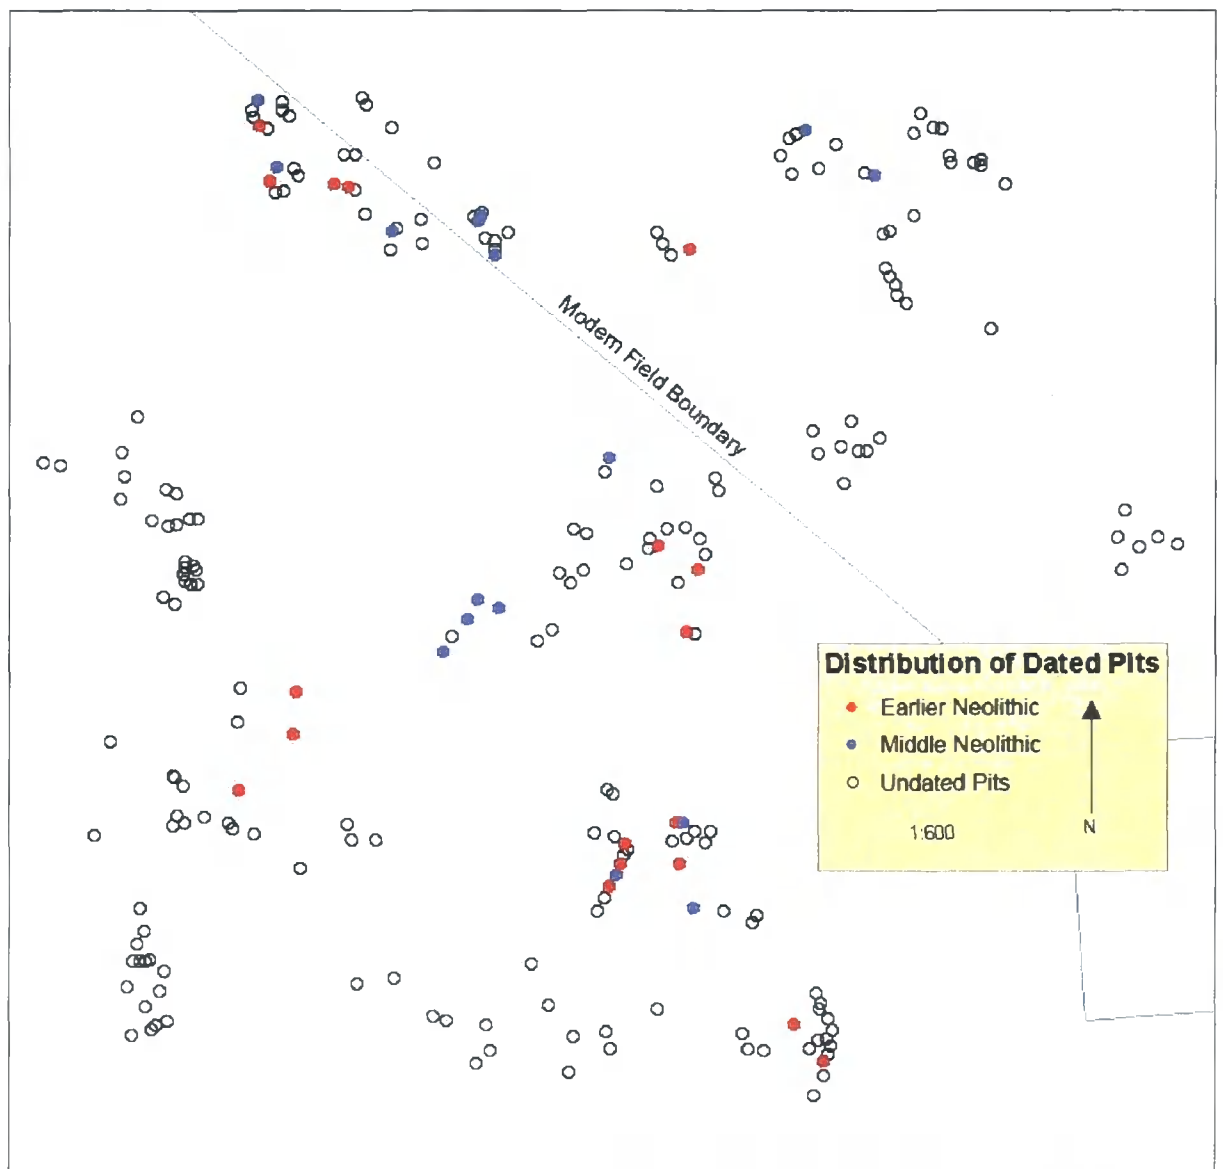 Modern Field Boundary
Distribution of Dated Pits
Earlier Neolithic
Middle Neolithic
Undated Pits
1:600
N